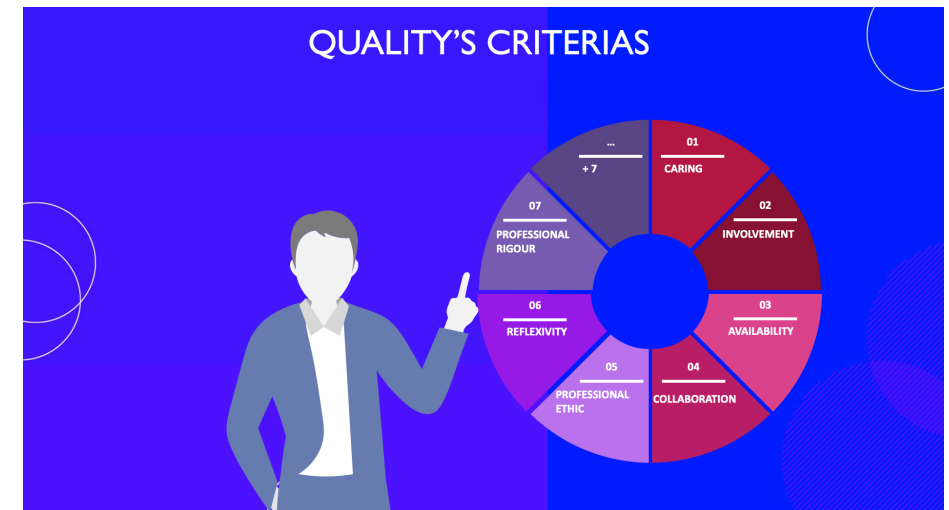 QUALITY'S CRITERIAS
...
+ 7
01
CARING
02
INVOLVEMENT
03
AVAILABILITY
04
COLLABORATION
05
PROFESSIONAL
ETHIC
06
REFLEXIVITY
07
PROFESSIONAL
RIGOUR